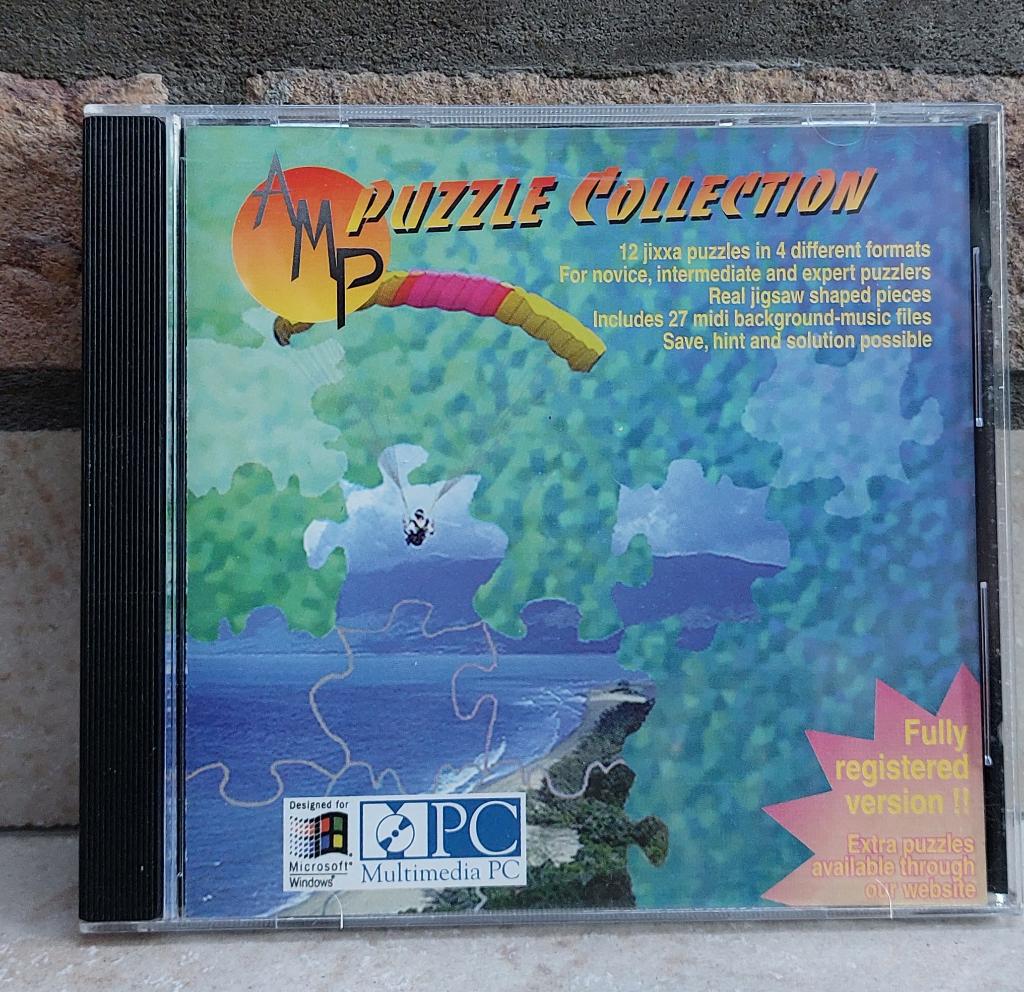 AMP
PUZZLE COLLECTION
12 jixxa puzzles in 4 different formats
For novice, intermediate and expert puzzlers
Real jigsaw shaped pieces
Includes 27 midi background-music files
Save, hint and solution possible
Fully
registered
version !!
Extra puzzles
available through
our website
Designed for
Microsoft®
Windows®
MPC
Multimedia PC